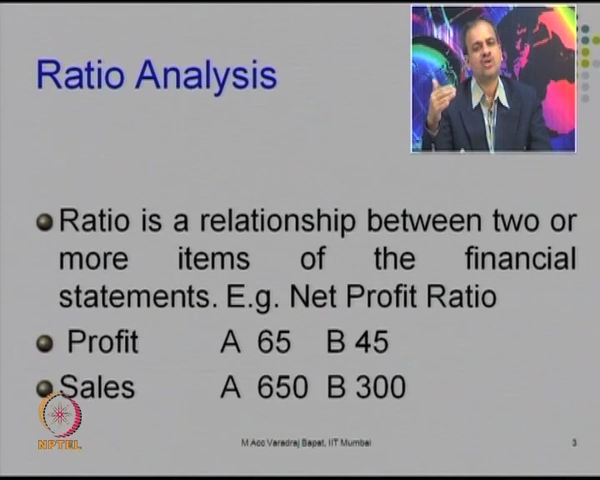 Ratio Analysis
Ratio is a relationship between two or
more items of the financial
statements. E.g. Net Profit Ratio
Profit A 65 B 45
Sales A 650 B 300
NPTEL
M Acc Varadraj Bapat, IIT Mumbai
3